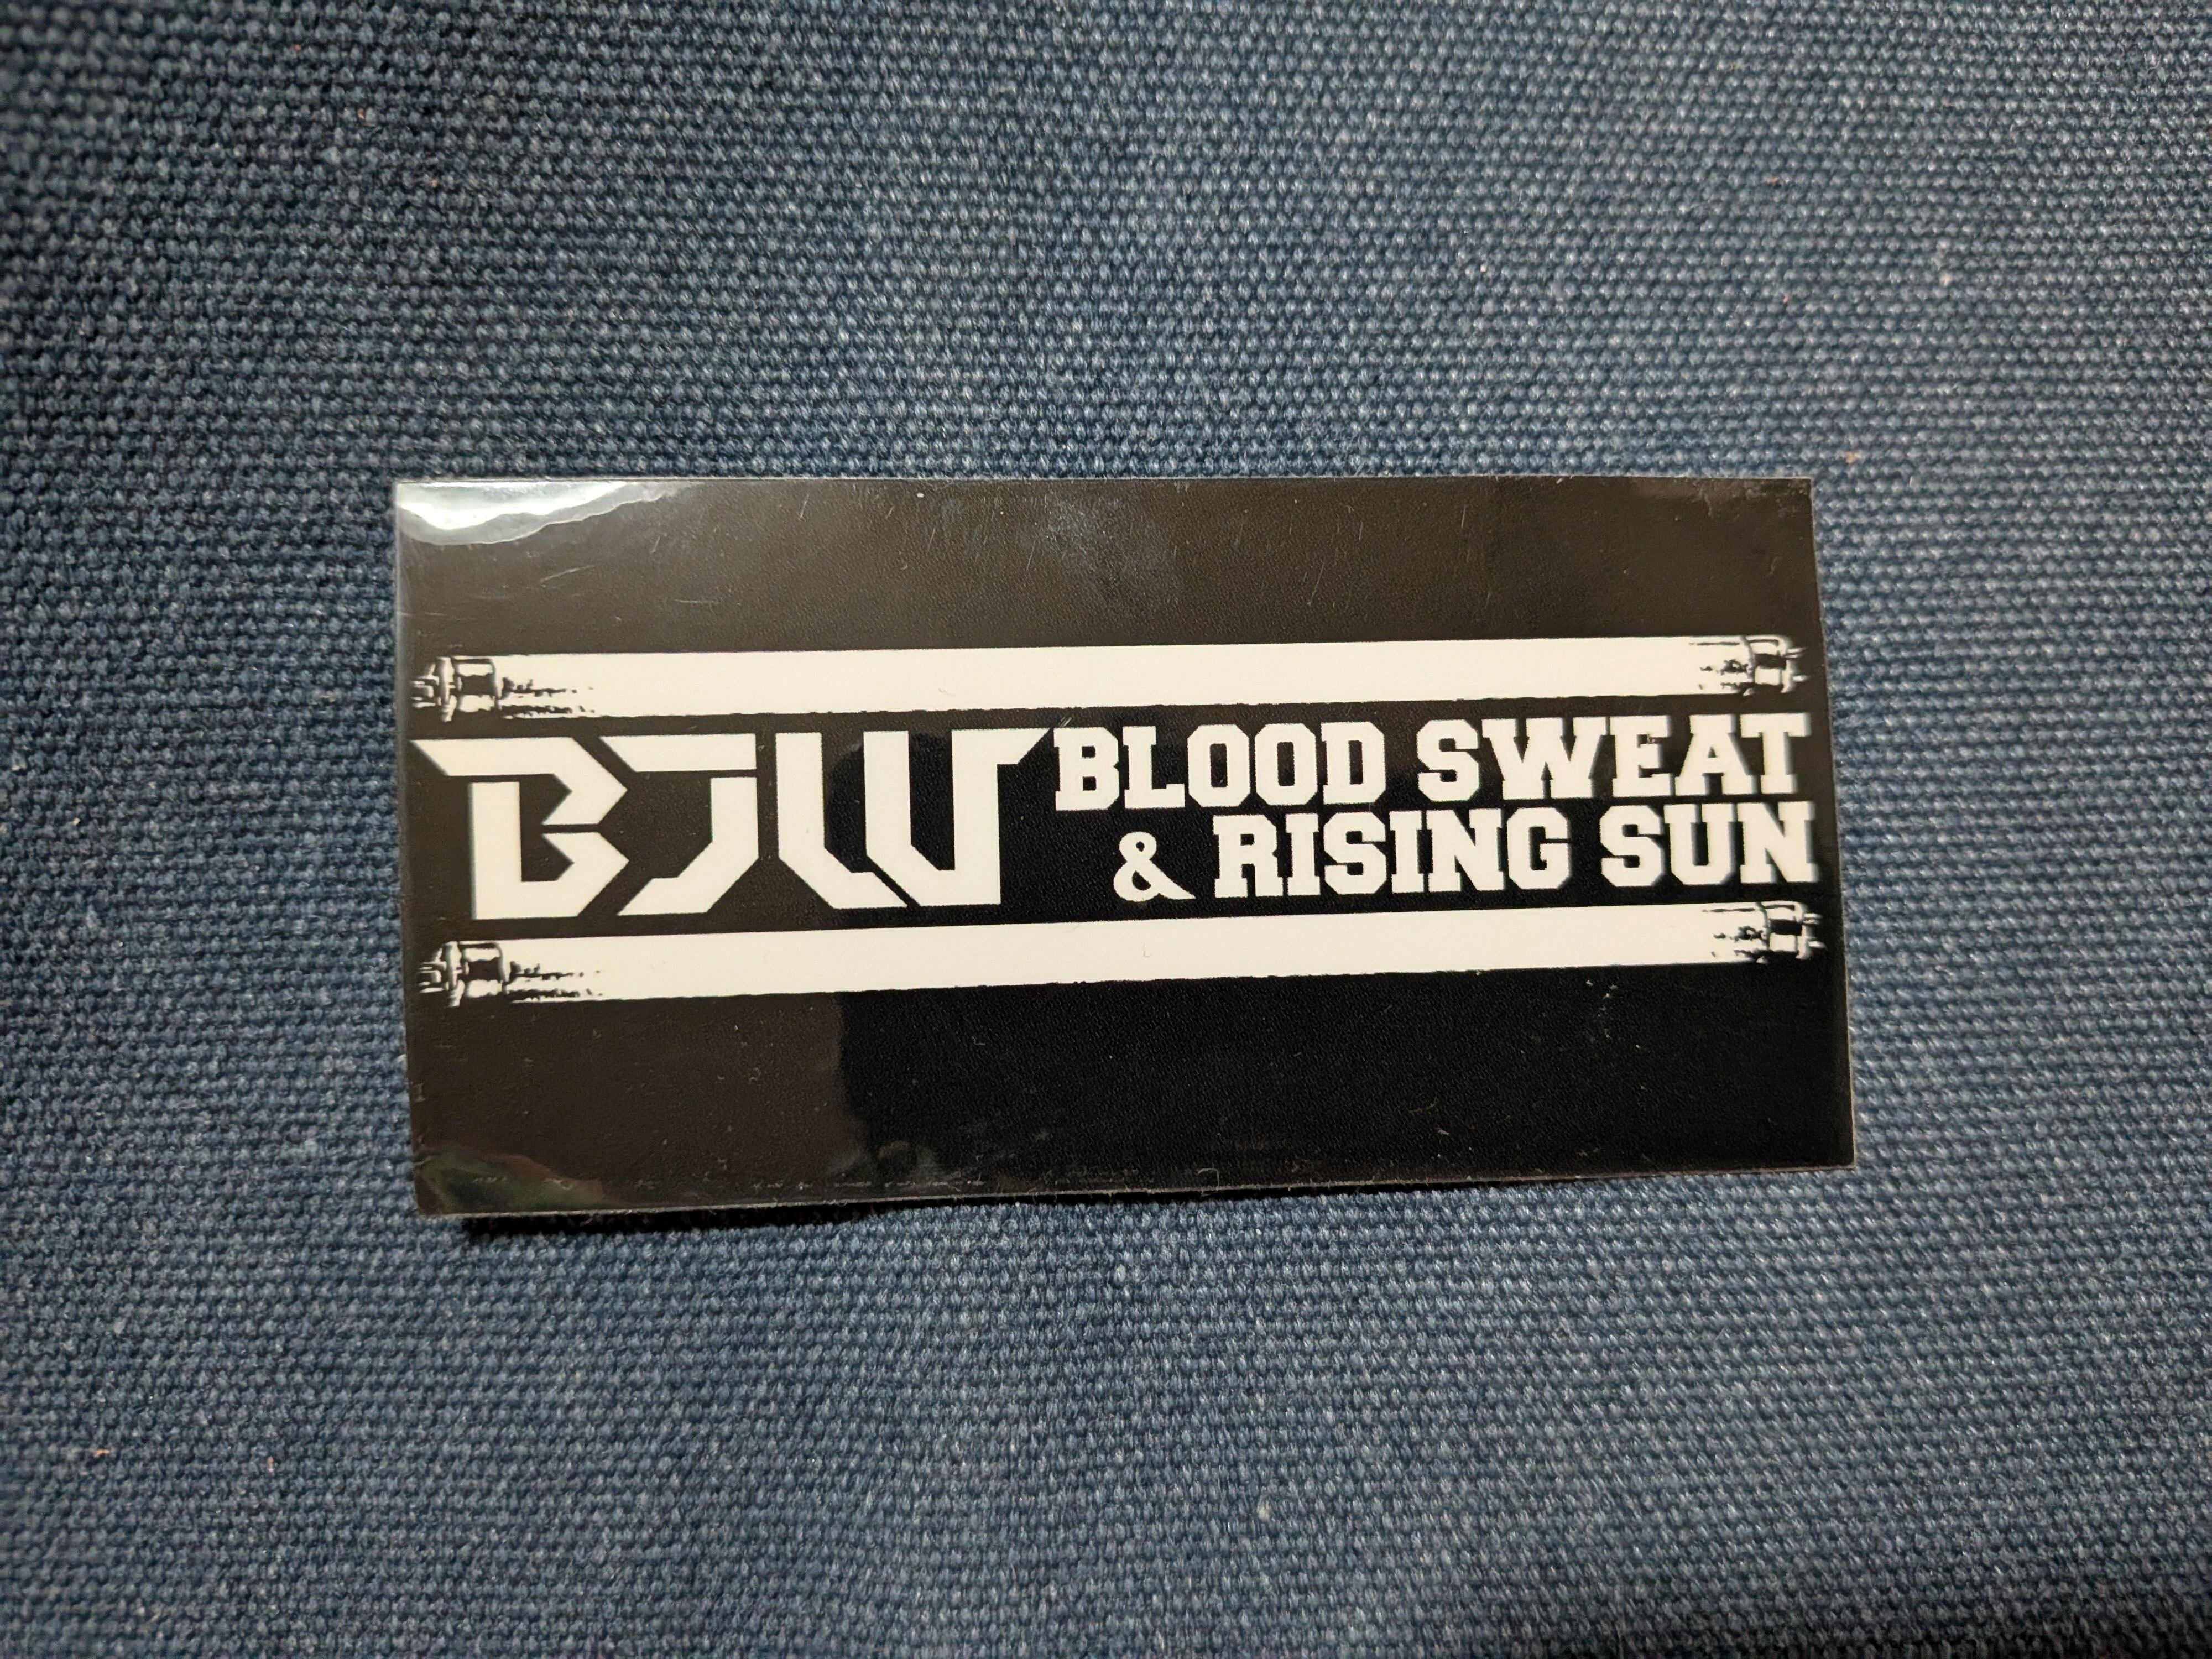 BJW BLOOD SWEAT
& RISING SUN